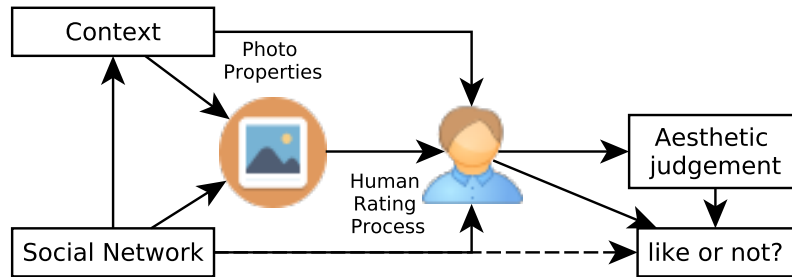 Context
Photo
Properties
Human
Rating
Process
Aesthetic
judgement
Social Network
like or not?